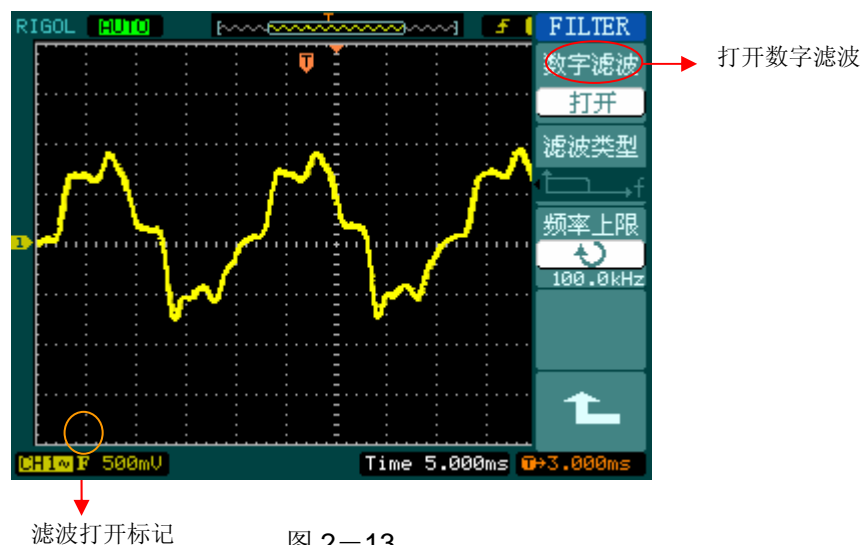 RIGOL AUTO T f FILTER
数字滤波
打开数字滤波
T
打开
滤波类型
f
频率上限
100.0kHz
1
CH1~ F 500mV
Time 5.000ms
T→3.000ms
滤波打开标记
图 2－13